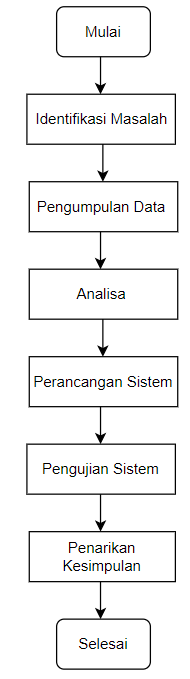 Mulai
Identifikasi Masalah
Pengumpulan Data
Analisa
Perancangan Sistem
Pengujian Sistem
Penarikan
Kesimpulan
Selesai